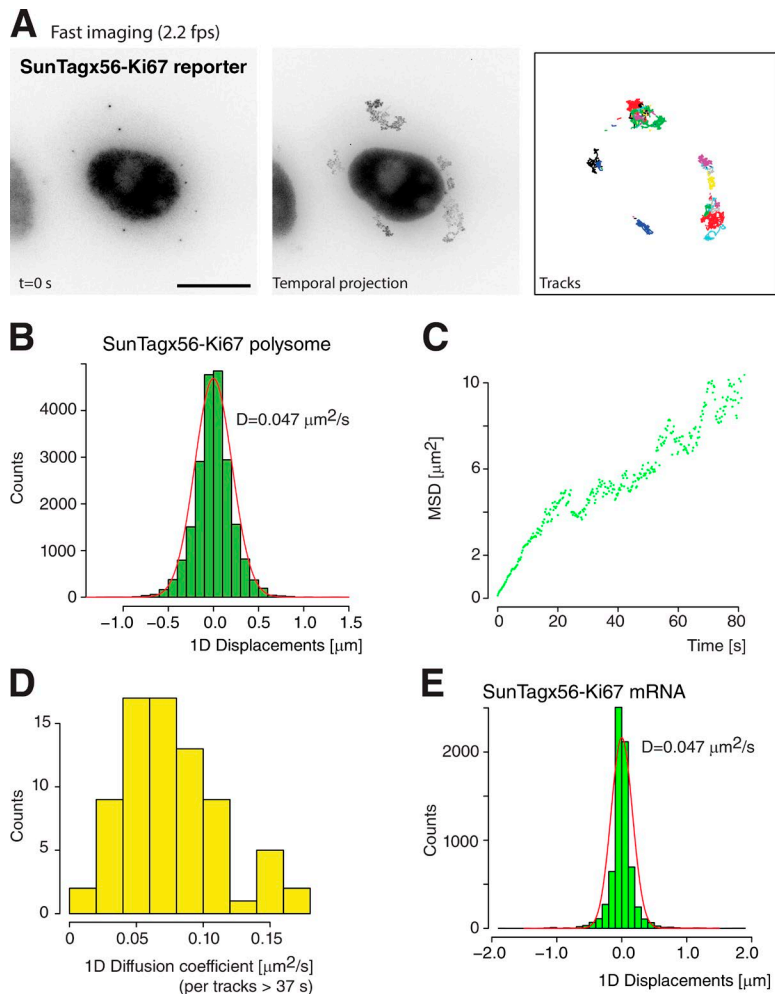 A Fast imaging (2.2 fps)
SunTagx56-Ki67 reporter
t=0 s
Temporal projection
Tracks
B
SunTagx56-Ki67 polysome
D=0.047 μm²/s
Counts
4000
3000
2000
1000
0
−1.0 −0.5 0.0 0.5 1.0 1.5
1D Displacements [μm]
C
MSD [μm²]
10
6
2
0
0 20 40 60 80
Time [s]
D
Counts
15
10
5
0
0 0.05 0.10 0.15
1D Diffusion coefficient [μm²/s]
(per tracks > 37 s)
E
SunTagx56-Ki67 mRNA
D=0.047 μm²/s
Counts
2000
1000
0
−2.0 −1.0 0.0 1.0 2.0
1D Displacements [μm]